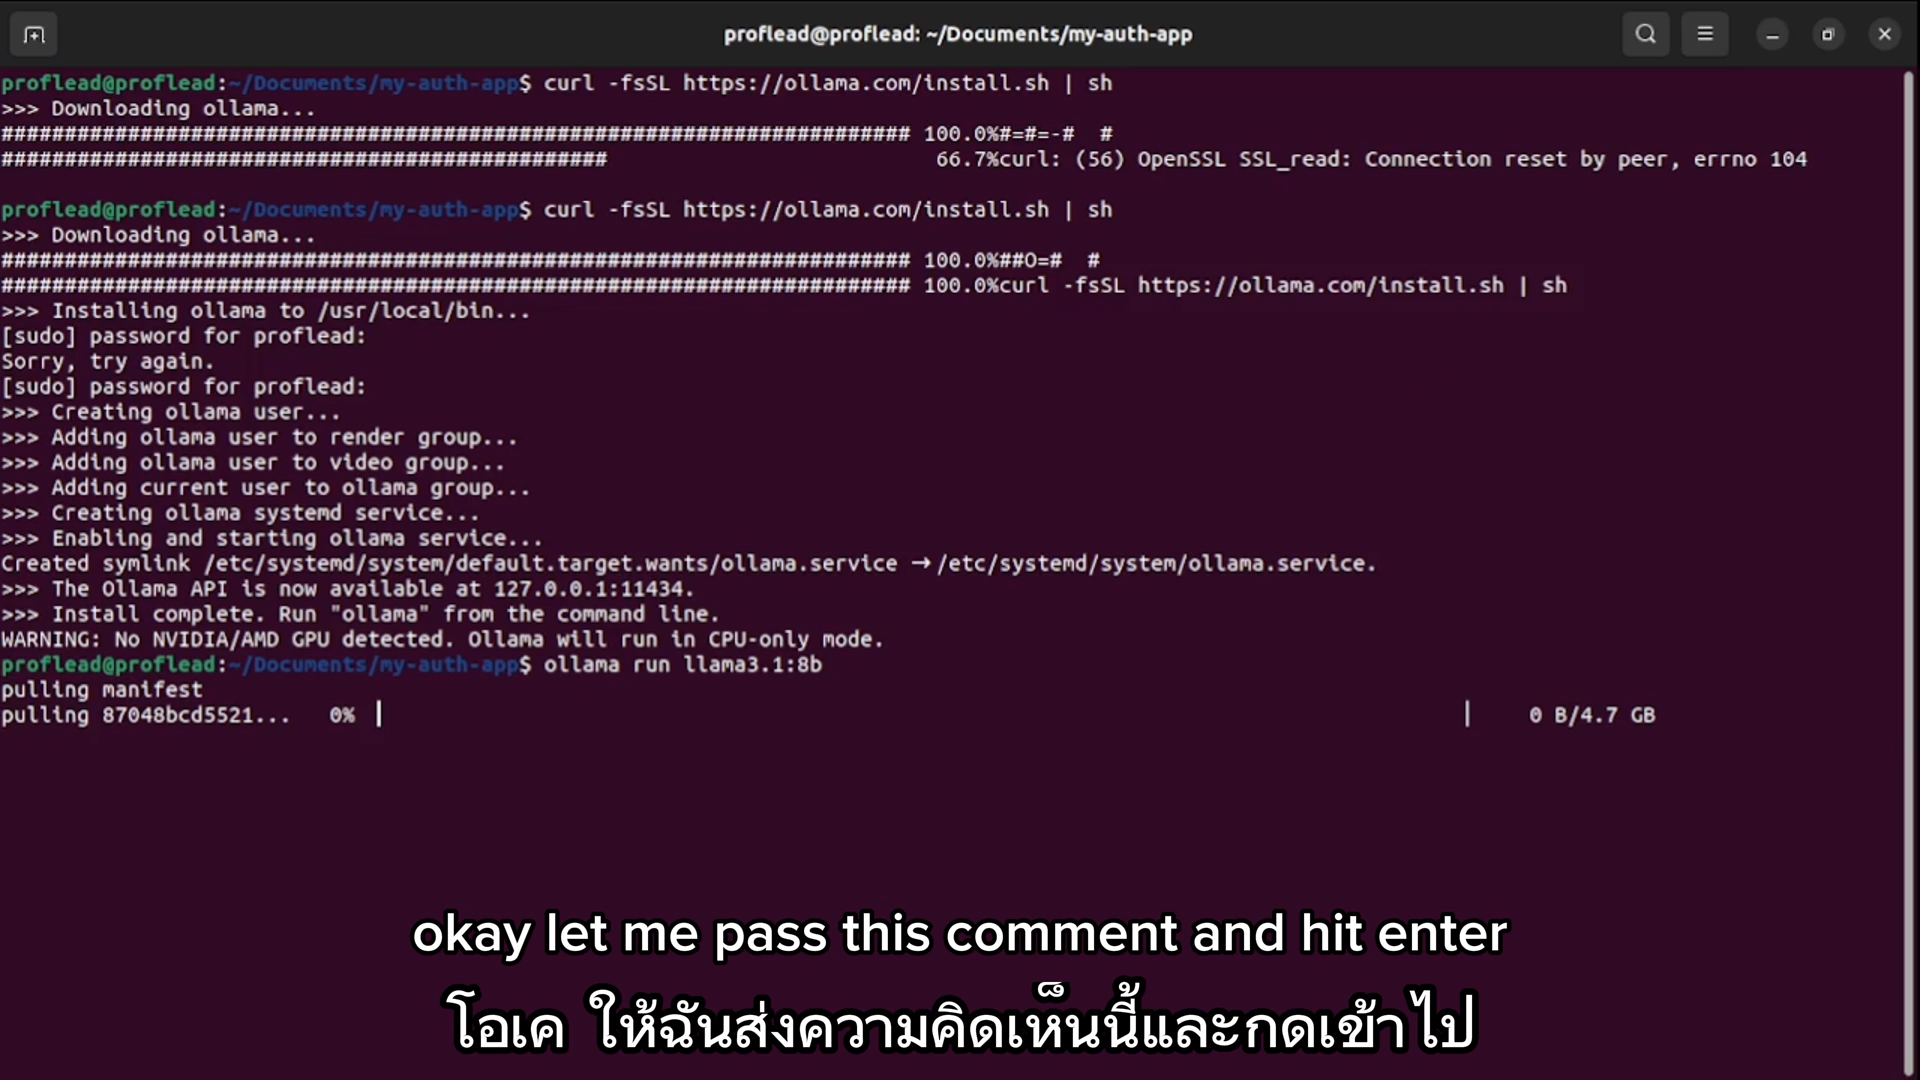 proflead@proflead: ~/Documents/my-auth-app
proflead@proflead:~/Documents/my-auth-app$ curl -fsSL https://ollama.com/install.sh | sh
>>> Downloading ollama...
######################################################################## 100.0%#=#=-#  #
################################################                          66.7%curl: (56) OpenSSL SSL_read: Connection reset by peer, errno 104
proflead@proflead:~/Documents/my-auth-app$ curl -fsSL https://ollama.com/install.sh | sh
>>> Downloading ollama...
######################################################################## 100.0%##O=#  #
######################################################################## 100.0%curl -fsSL https://ollama.com/install.sh | sh
>>> Installing ollama to /usr/local/bin...
[sudo] password for proflead:
Sorry, try again.
[sudo] password for proflead:
>>> Creating ollama user...
>>> Adding ollama user to render group...
>>> Adding ollama user to video group...
>>> Adding current user to ollama group...
>>> Creating ollama systemd service...
>>> Enabling and starting ollama service...
Created symlink /etc/systemd/system/default.target.wants/ollama.service → /etc/systemd/system/ollama.service.
>>> The Ollama API is now available at 127.0.0.1:11434.
>>> Install complete. Run "ollama" from the command line.
WARNING: No NVIDIA/AMD GPU detected. Ollama will run in CPU-only mode.
proflead@proflead:~/Documents/my-auth-app$ ollama run llama3.1:8b
pulling manifest
pulling 87048bcd5521...   0% ▕                                                                                      ▏    0 B/4.7 GB
okay let me pass this comment and hit enter
โอเค ให้ฉันส่งความคิดเห็นนี้และกดเข้าไป